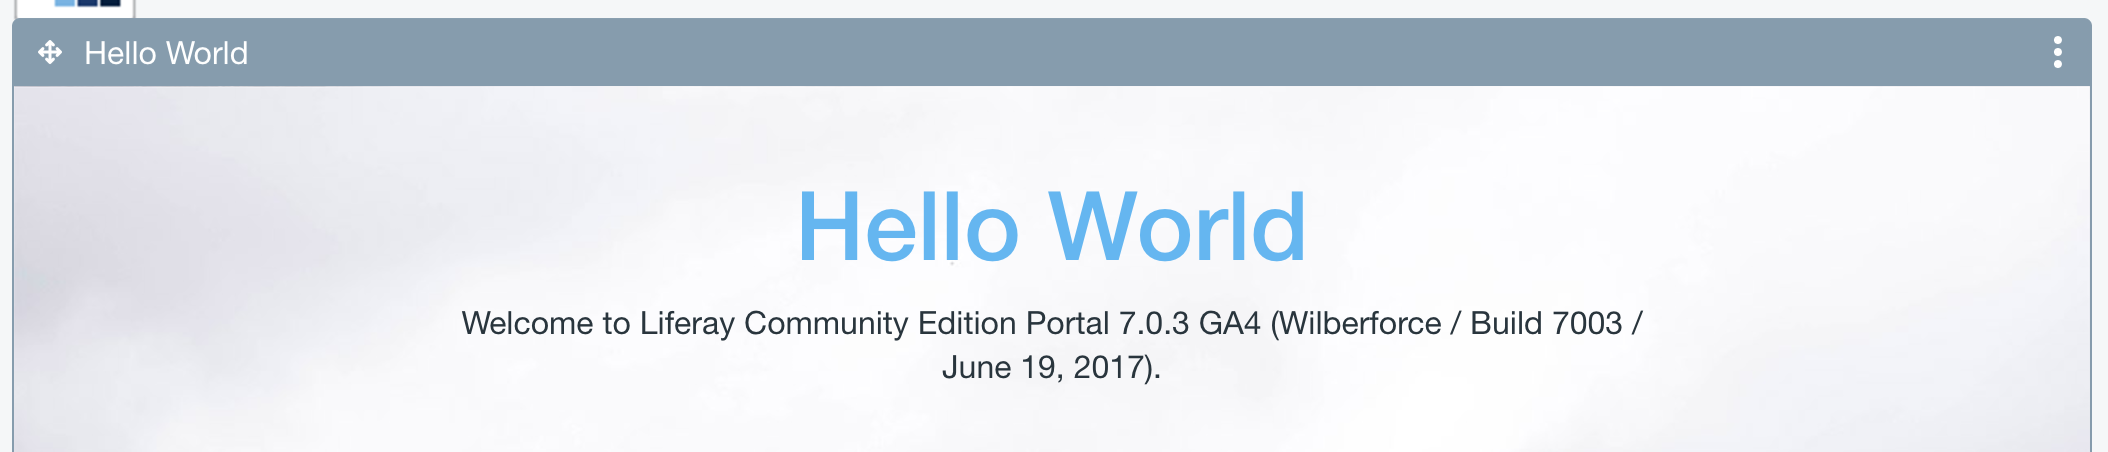 Hello World
Hello World
Welcome to Liferay Community Edition Portal 7.0.3 GA4 (Wilberforce / Build 7003 /
June 19, 2017).